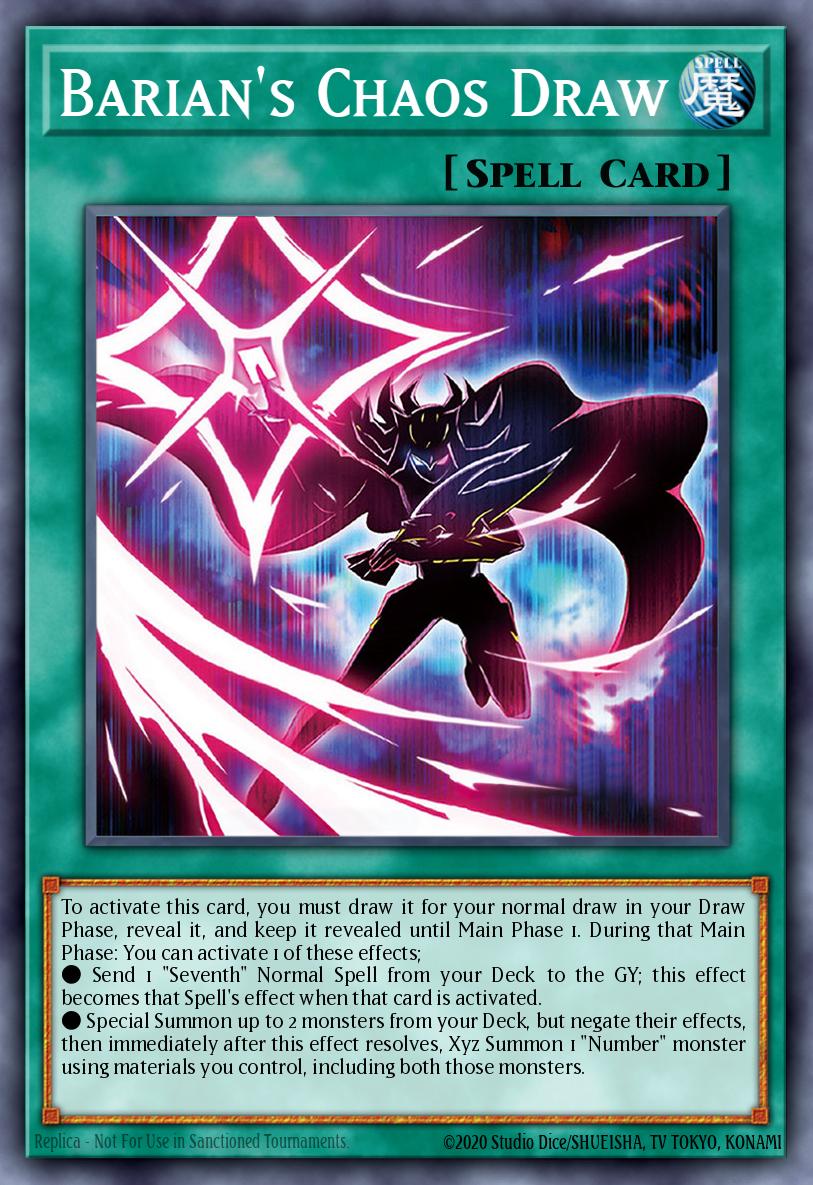 Barian's Chaos Draw
SPELL
魔
[Spell Card]
To activate this card, you must draw it for your normal draw in your Draw
Phase, reveal it, and keep it revealed until Main Phase 1. During that Main
Phase: You can activate 1 of these effects;
● Send 1 "Seventh" Normal Spell from your Deck to the GY; this effect
becomes that Spell's effect when that card is activated.
● Special Summon up to 2 monsters from your Deck, but negate their effects,
then immediately after this effect resolves, Xyz Summon 1 "Number" monster
using materials you control, including both those monsters.
Replica - Not For Use in Sanctioned Tournaments.
©2020 Studio Dice/SHUEISHA, TV TOKYO, KONAMI